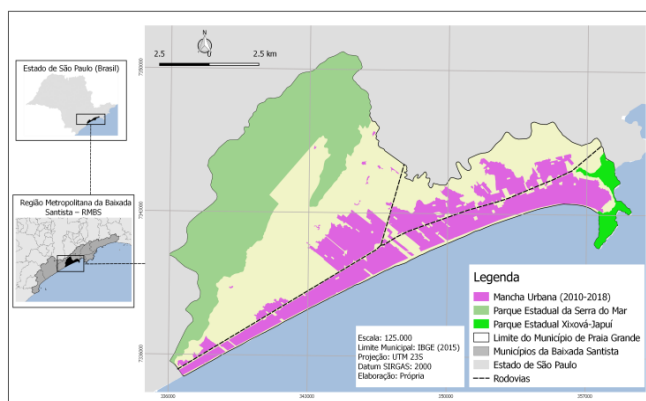 Estado de São Paulo (Brasil)
Região Metropolitana da Baixada
Santista – RMBS
2.5 0 2.5 km
Escala: 125.000
Limite Municipal: IBGE (2015)
Projeção: UTM 23S
Datum SIRGAS: 2000
Elaboração: Própria
Legenda
Mancha Urbana (2010-2018)
Parque Estadual da Serra do Mar
Parque Estadual Xixová-Japuí
Limite do Município de Praia Grande
Municípios da Baixada Santista
Estado de São Paulo
Rodovias